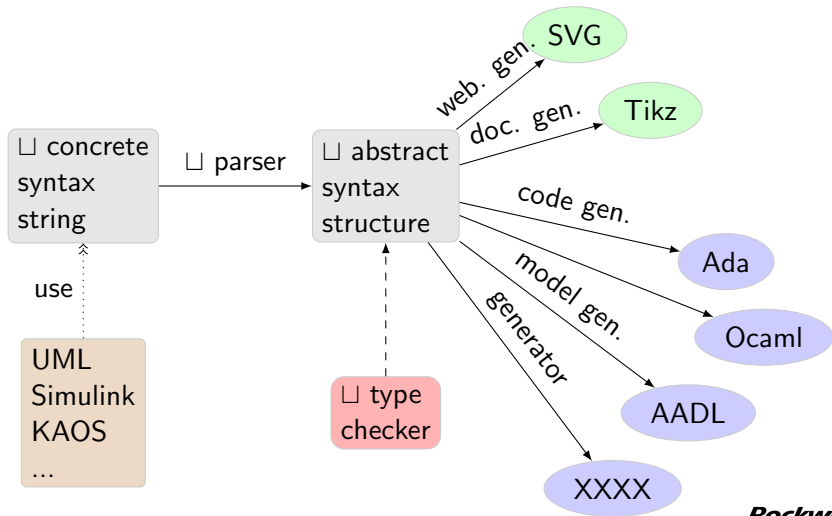 SVG
web. gen.
Tikz
doc. gen.
⊔ concrete
syntax
string
⊔ parser
⊔ abstract
syntax
structure
code gen.
Ada
use
model gen.
generator
Ocaml
UML
Simulink
KAOS
...
⊔ type
checker
AADL
XXXX